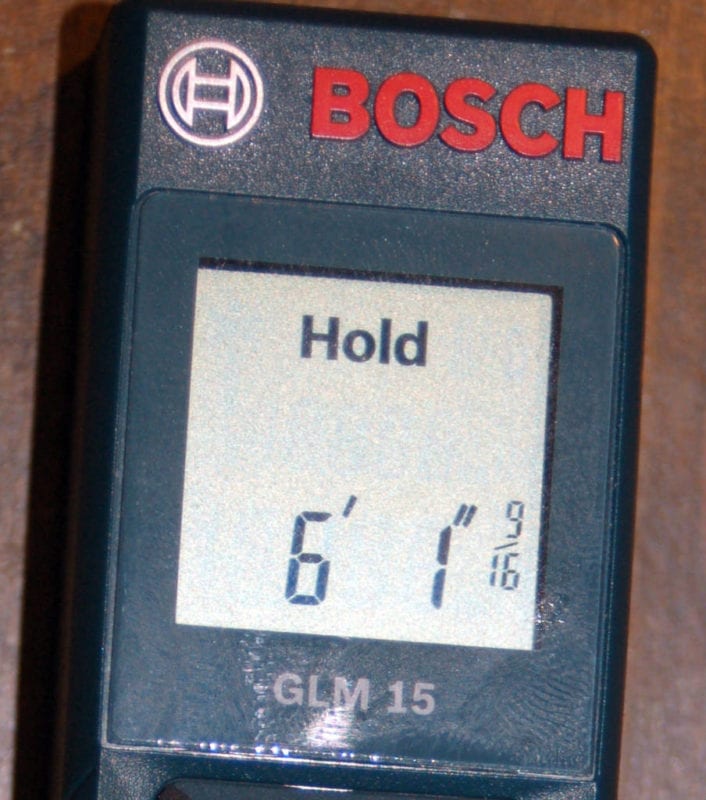 BOSCH
Hold
6' 1" 9/16
GLM 15